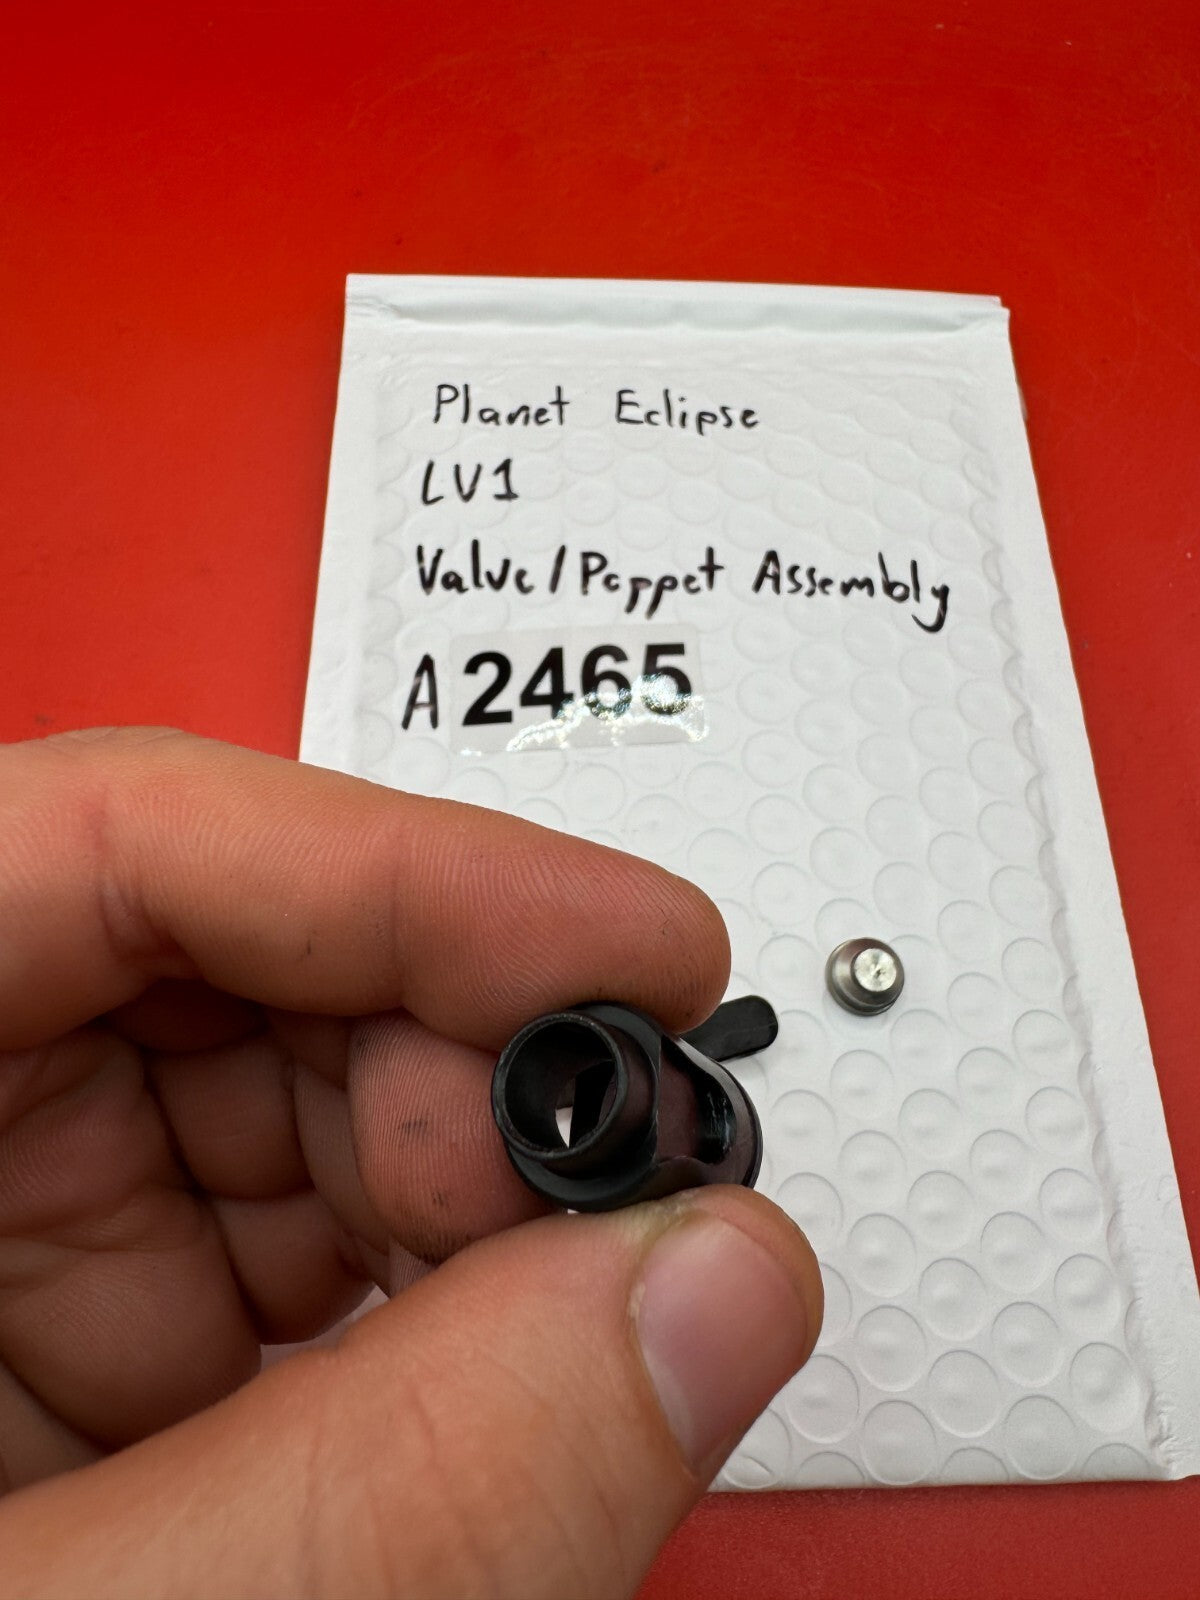 Planet Eclipse
LV1
Valve/Poppet Assembly
A2465